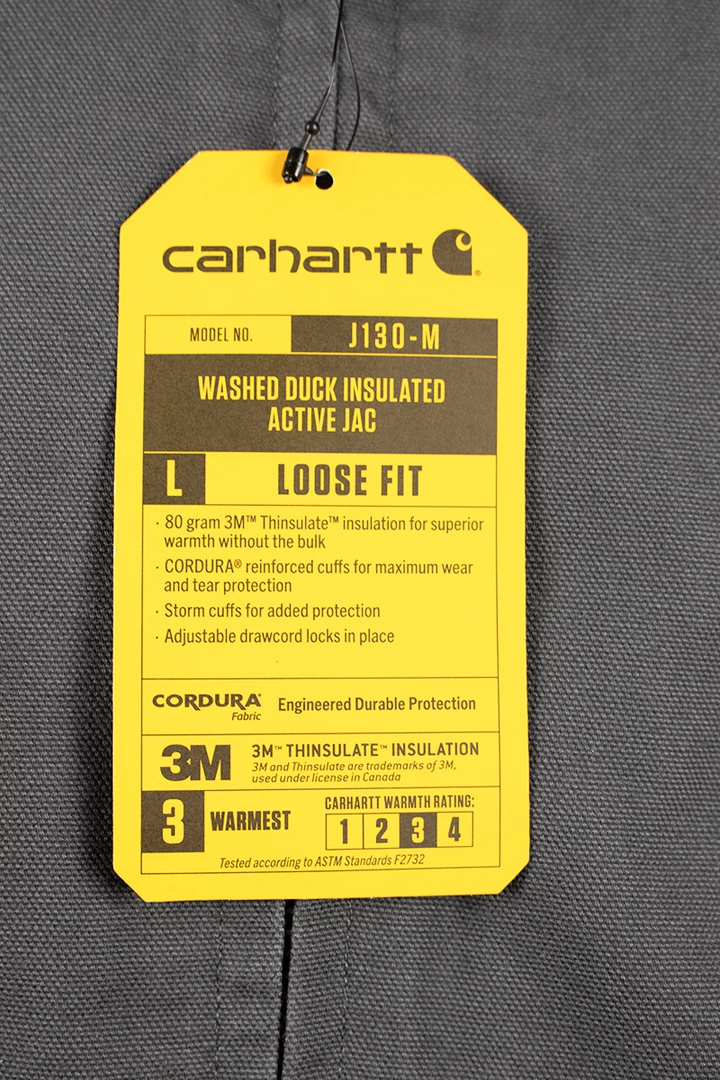 carhartt
MODEL NO. J130-M
WASHED DUCK INSULATED
ACTIVE JAC
L LOOSE FIT
· 80 gram 3M™ Thinsulate™ insulation for superior
warmth without the bulk
· CORDURA® reinforced cuffs for maximum wear
and tear protection
· Storm cuffs for added protection
· Adjustable drawcord locks in place
CORDURA® Engineered Durable Protection
Fabric
3M 3M™ THINSULATE™ INSULATION
3M and Thinsulate are trademarks of 3M,
used under license in Canada
3 WARMEST
CARHARTT WARMTH RATING:
1 2 3 4
Tested according to ASTM Standards F2732